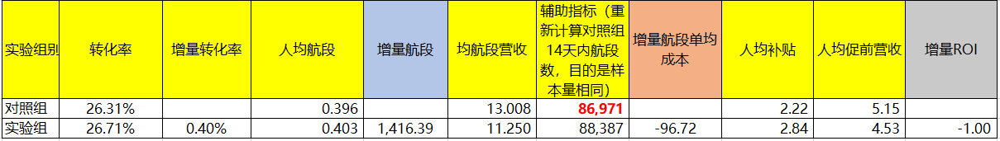 实验组别 转化率 增量转化率 人均航段 增量航段 均航段营收 辅助指标（重
新计算对照组
14天内航段
数，目的是样
本量相同） 增量航段单均
成本 人均补贴 人均促前营收 增量ROI
对照组 26.31% 0.396 13.008 86,971 2.22 5.15
实验组 26.71% 0.40% 0.403 1,416.39 11.250 88,387 -96.72 2.84 4.53 -1.00